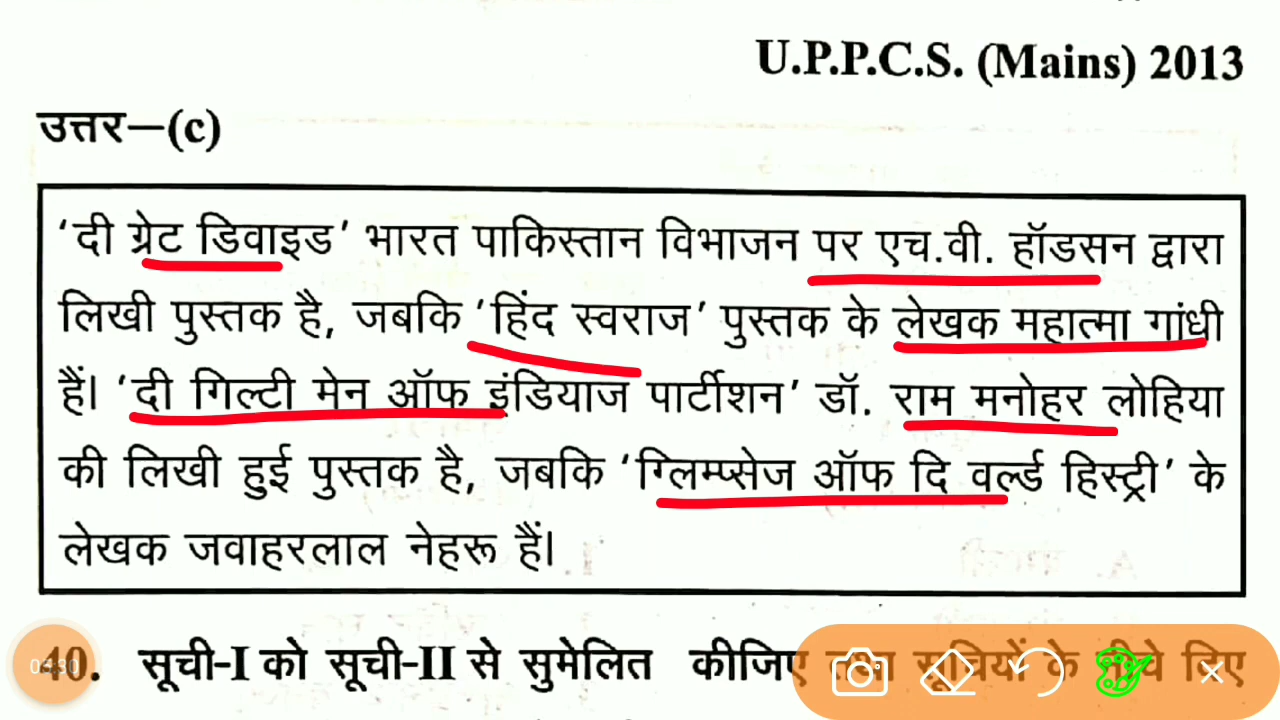 U.P.P.C.S. (Mains) 2013
उत्तर–(c)
'दी ग्रेट डिवाइड' भारत पाकिस्तान विभाजन पर एच.वी. हॉडसन द्वारा
लिखी पुस्तक है, जबकि 'हिंद स्वराज' पुस्तक के लेखक महात्मा गांधी
हैं। 'दी गिल्टी मेन ऑफ इंडियाज पार्टीशन' डॉ. राम मनोहर लोहिया
की लिखी हुई पुस्तक है, जबकि 'ग्लिम्प्सेज ऑफ दि वर्ल्ड हिस्ट्री' के
लेखक जवाहरलाल नेहरू हैं।
40. सूची-I को सूची-II से सुमेलित कीजिए तथा सूचियों के नीचे दिए